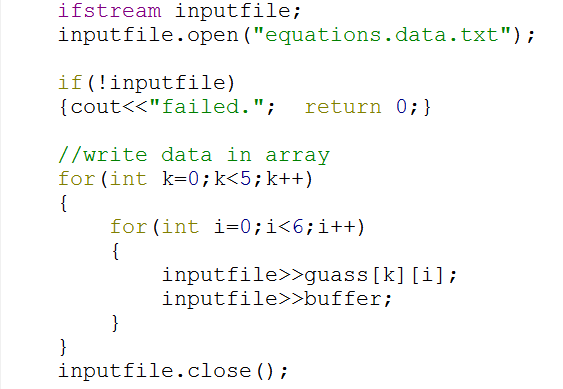 ifstream inputfile;
inputfile.open("equations.data.txt");
if(!inputfile)
{cout<<"failed.";  return 0;}
//write data in array
for(int k=0;k<5;k++)
{
for(int i=0;i<6;i++)
{
inputfile>>guass[k][i];
inputfile>>buffer;
}
}
inputfile.close();